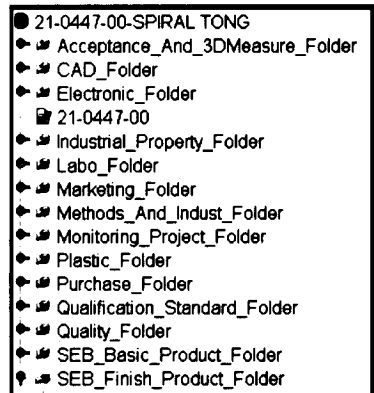 21-0447-00-SPIRAL TONG
Acceptance_And_3DMeasure_Folder
CAD_Folder
Electronic_Folder
21-0447-00
Industrial_Property_Folder
Labo_Folder
Marketing_Folder
Methods_And_Indust_Folder
Monitoring_Project_Folder
Plastic_Folder
Purchase_Folder
Qualification_Standard_Folder
Quality_Folder
SEB_Basic_Product_Folder
SEB_Finish_Product_Folder